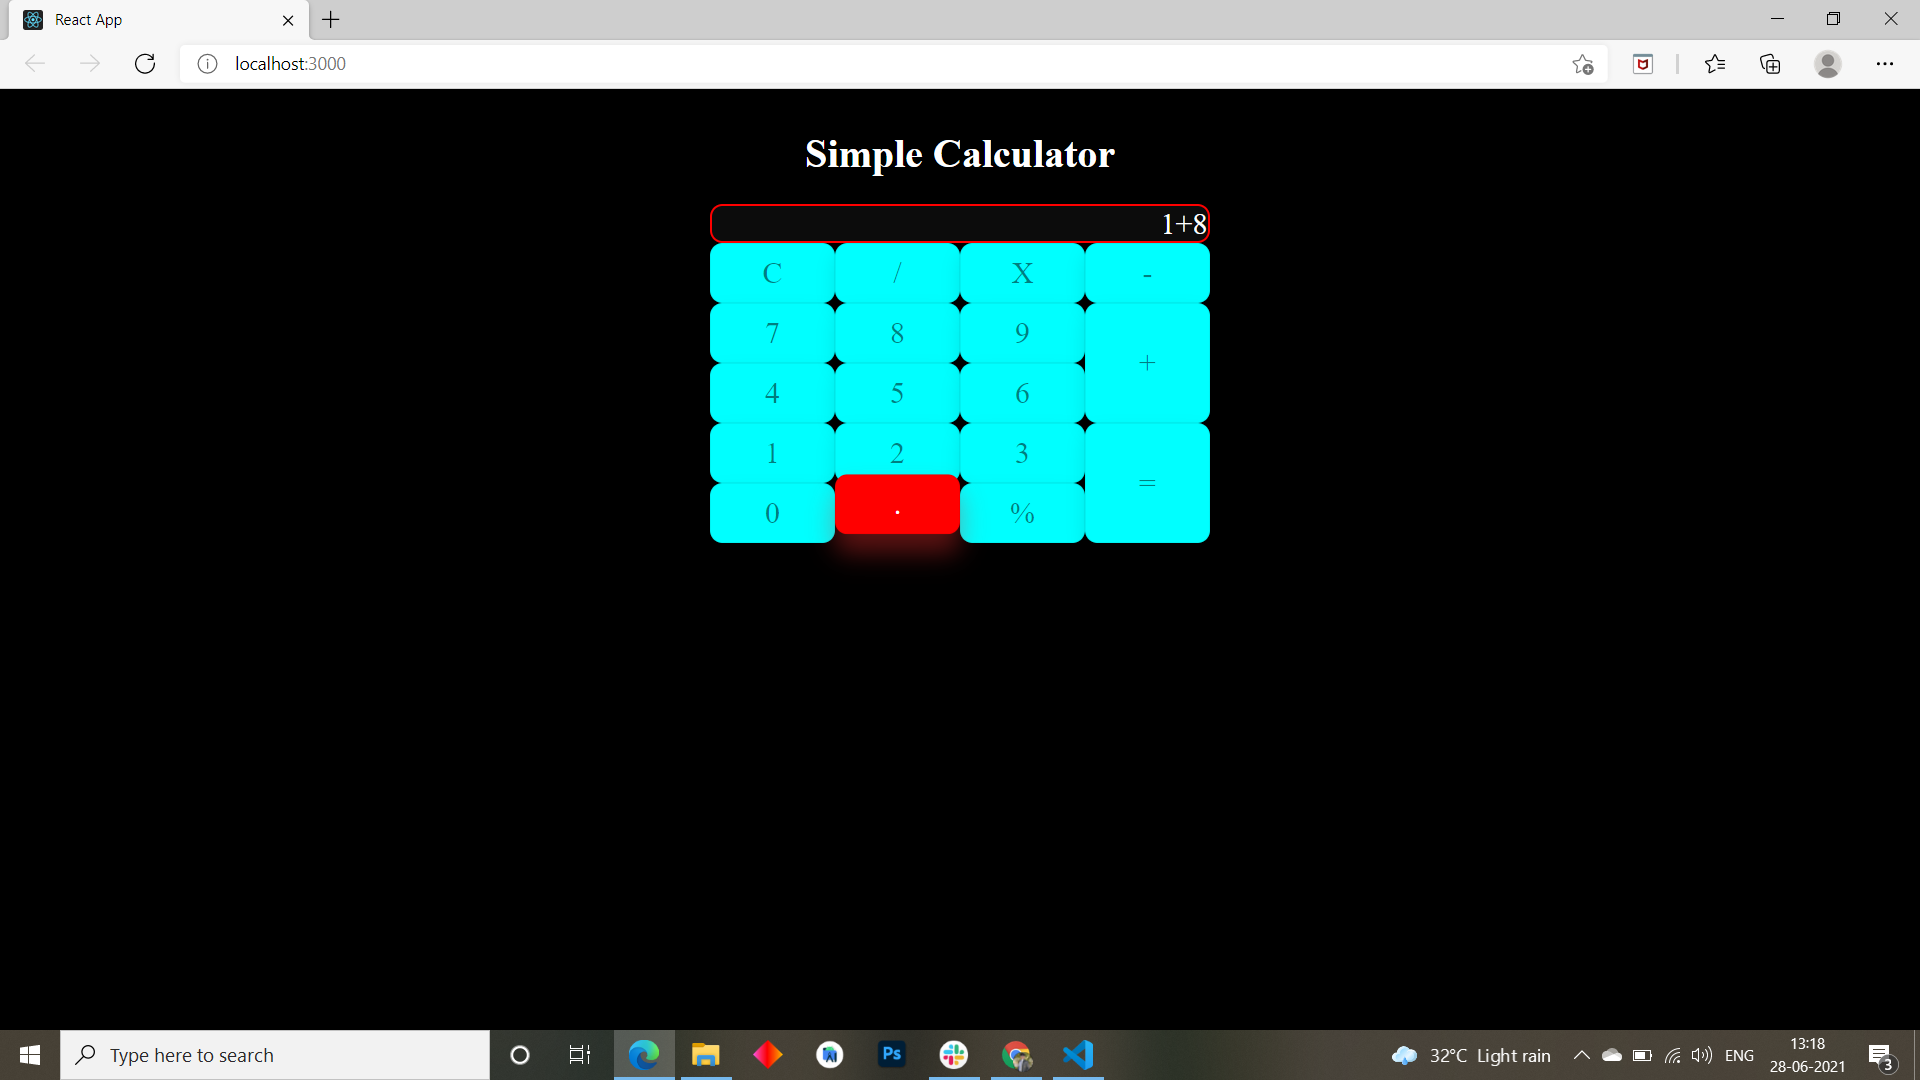 React App
localhost:3000
Simple Calculator
1+8
C / X -
7 8 9
+
4 5 6
1 2 3
=
0 . %
Type here to search
Ps
32°C Light rain
ENG
13:18
28-06-2021
3